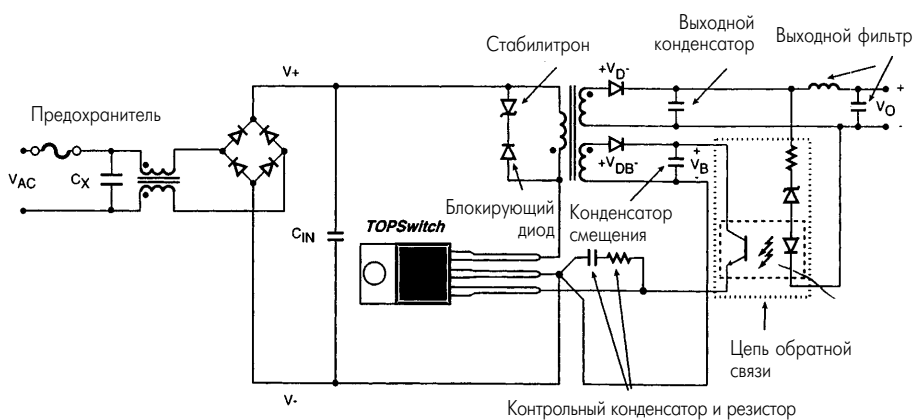 Выходной
конденсатор
Выходной фильтр
Стабилитрон
V+
+VD-
+
VO
-
Предохранитель
VAC
CX
+VDB-
+
VB
-
Блокирующий
диод
Конденсатор
смещения
TOPSwitch
CIN
Цепь обратной
связи
V-
Контрольный конденсатор и резистор